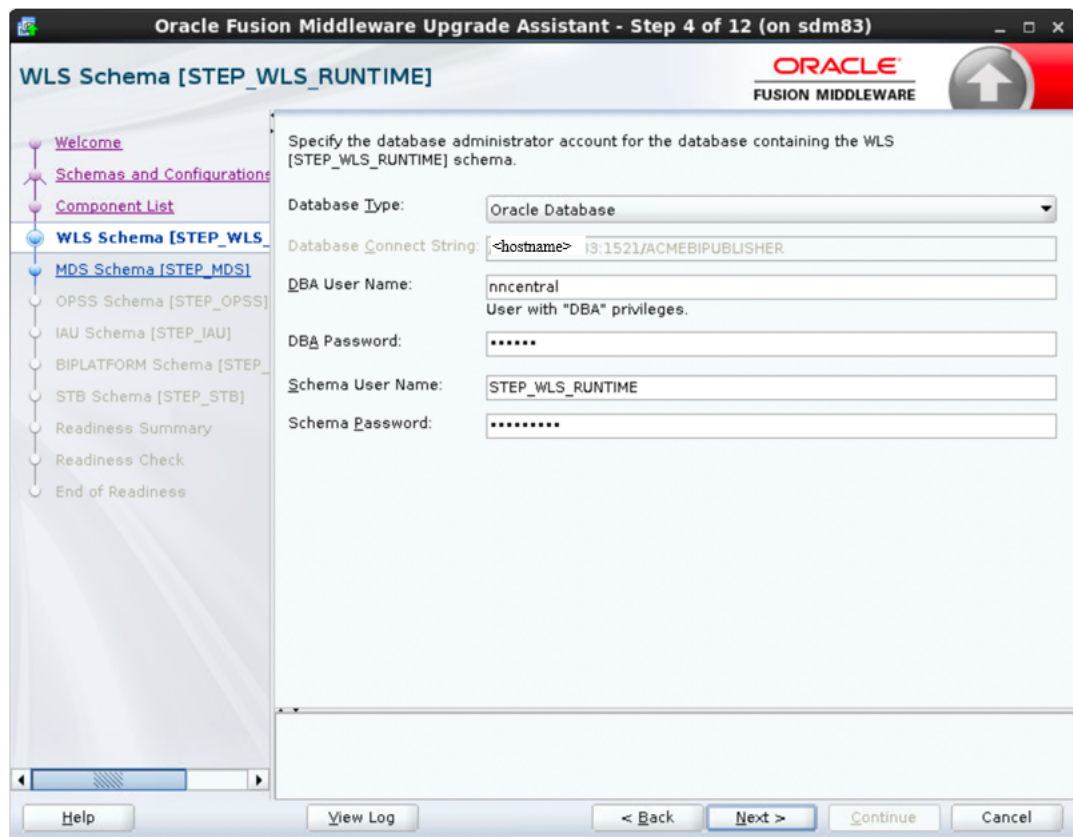 Oracle Fusion Middleware Upgrade Assistant - Step 4 of 12 (on sdm83)
WLS Schema [STEP_WLS_RUNTIME]
ORACLE
FUSION MIDDLEWARE
Welcome
Schemas and Configurations
Component List
WLS Schema [STEP_WLS_
MDS Schema [STEP_MDS]
OPSS Schema [STEP_OPSS]
IAU Schema [STEP_IAU]
BIPLATFORM Schema [STEP_
STB Schema [STEP_STB]
Readiness Summary
Readiness Check
End of Readiness
Specify the database administrator account for the database containing the WLS
[STEP_WLS_RUNTIME] schema.
Database Type:
Oracle Database
Database Connect String:
<hostname> 33:1521/ACMEBIPUBLISHER
DBA User Name:
nncentral
User with "DBA" privileges.
DBA Password:
••••••
Schema User Name:
STEP_WLS_RUNTIME
Schema Password:
•••••••••
Help
View Log
< Back
Next >
Continue
Cancel